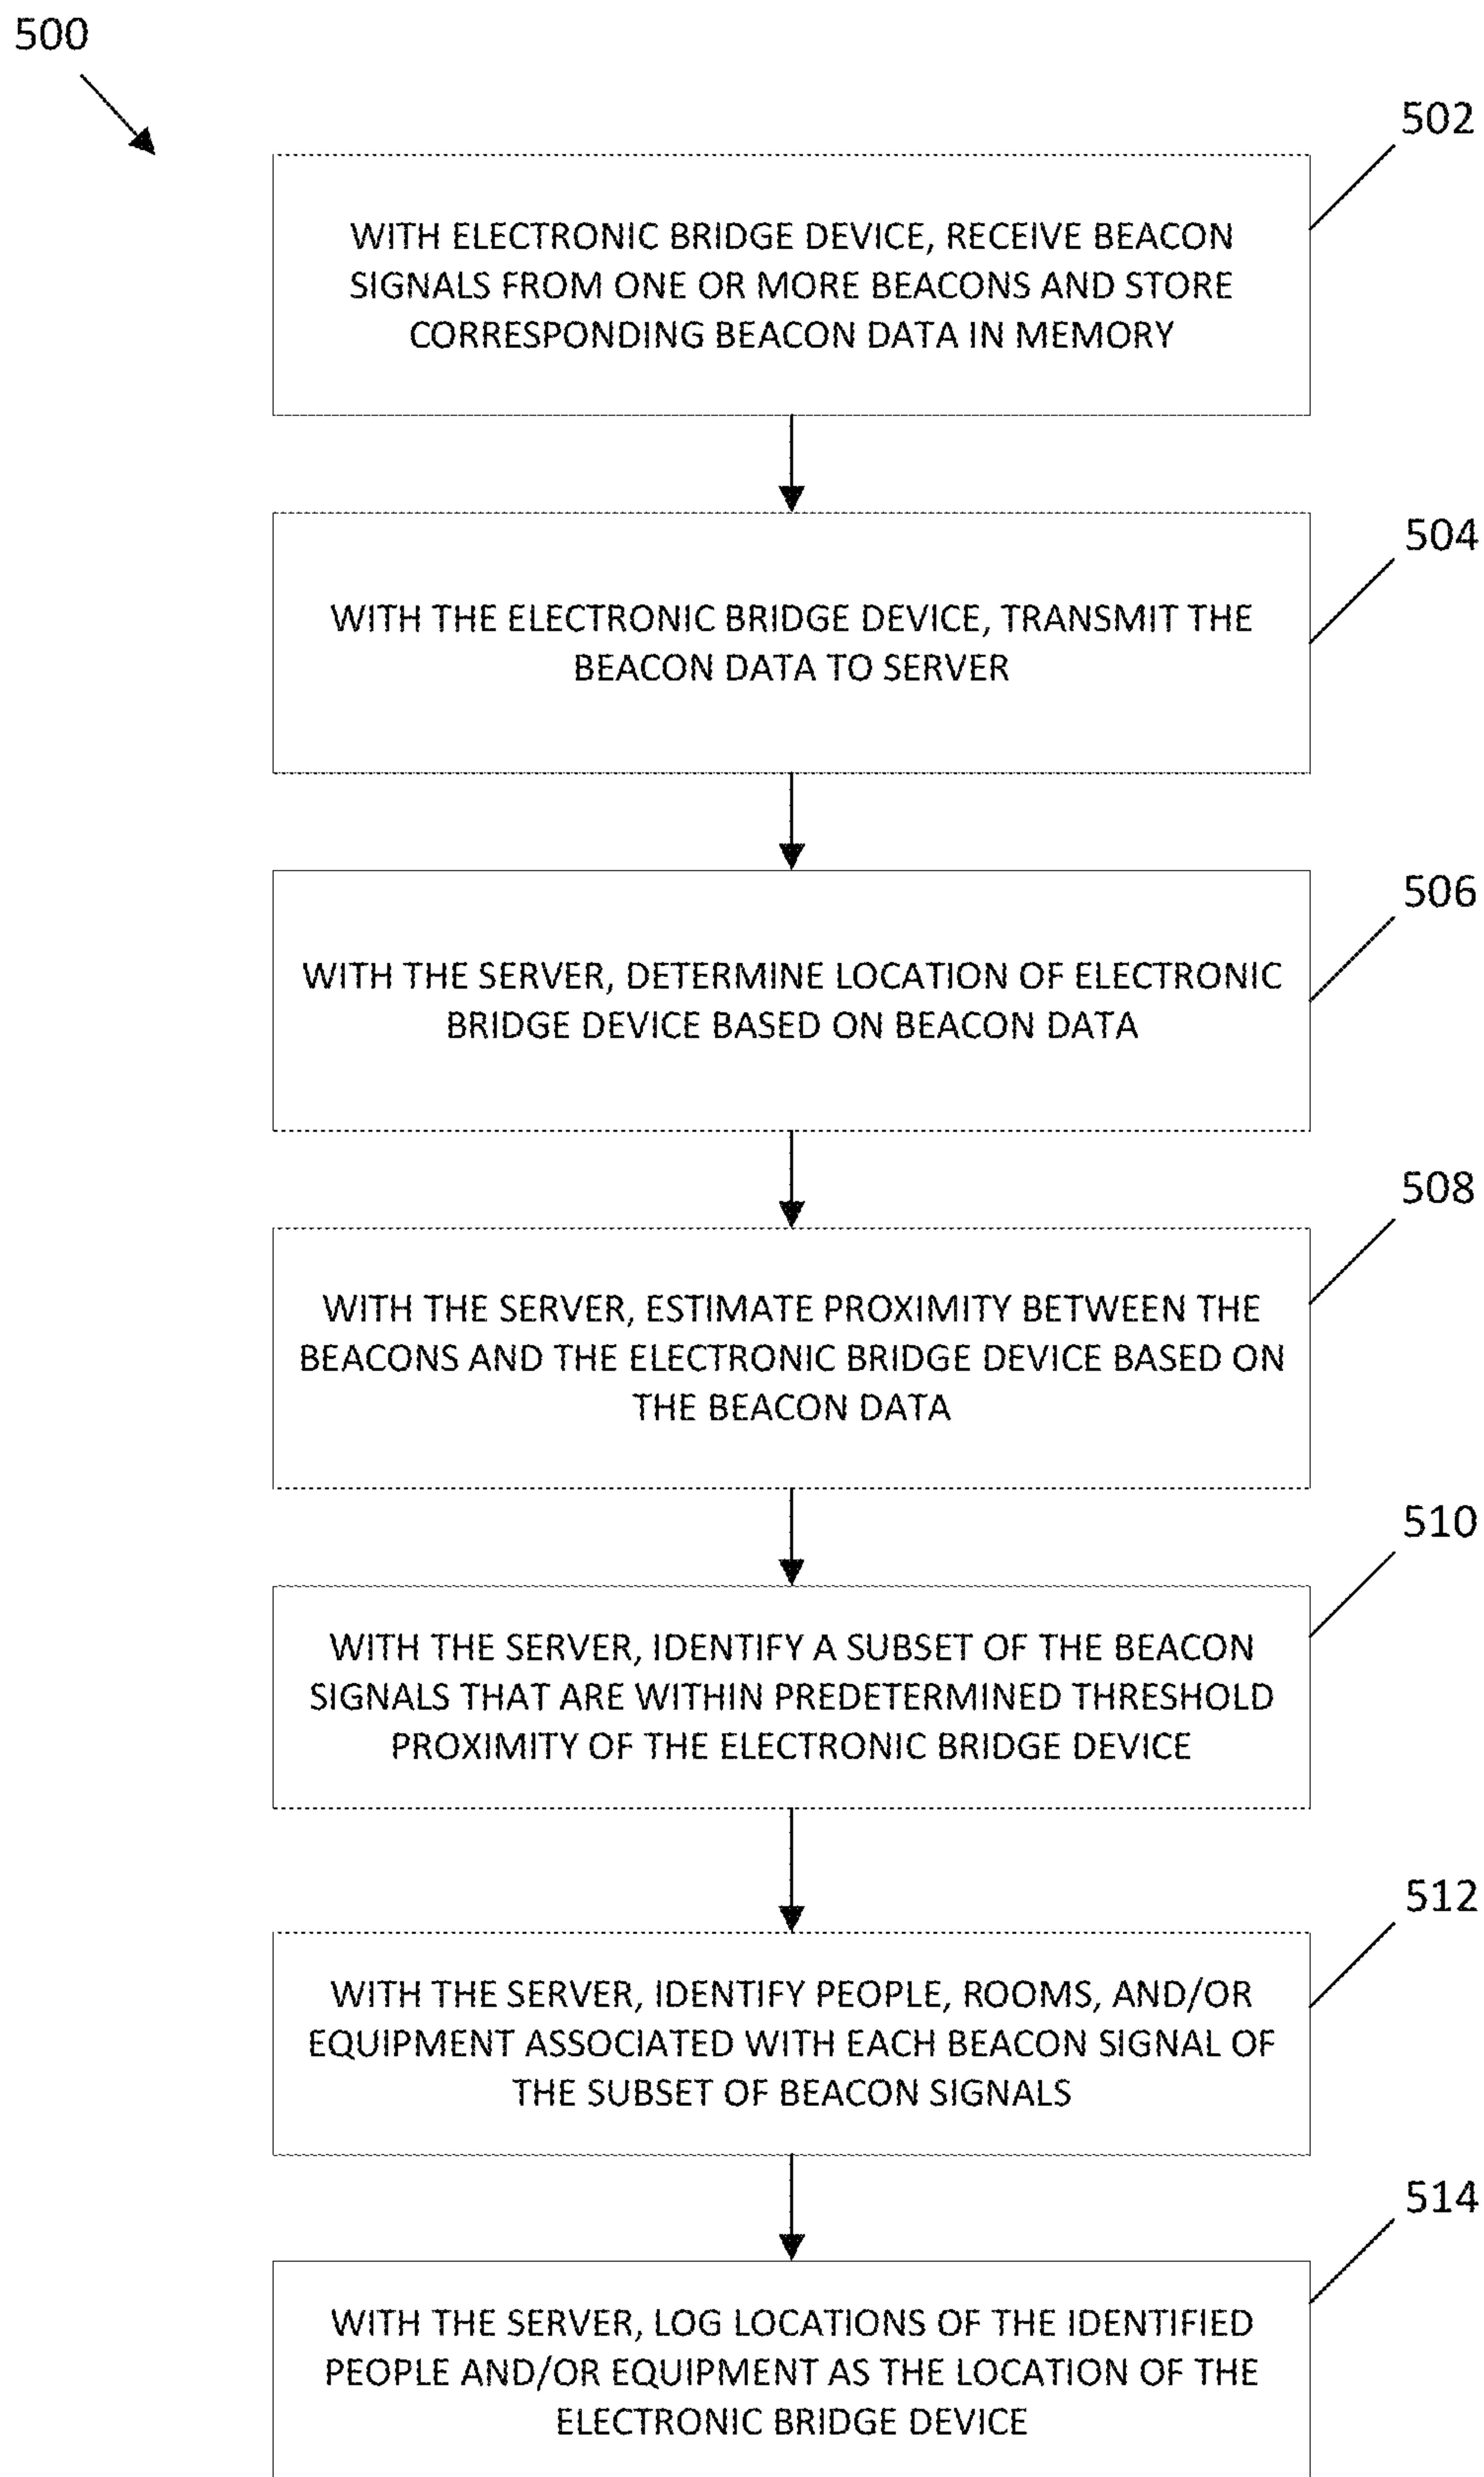 500
502
WITH ELECTRONIC BRIDGE DEVICE, RECEIVE BEACON
SIGNALS FROM ONE OR MORE BEACONS AND STORE
CORRESPONDING BEACON DATA IN MEMORY
504
WITH THE ELECTRONIC BRIDGE DEVICE, TRANSMIT THE
BEACON DATA TO SERVER
506
WITH THE SERVER, DETERMINE LOCATION OF ELECTRONIC
BRIDGE DEVICE BASED ON BEACON DATA
508
WITH THE SERVER, ESTIMATE PROXIMITY BETWEEN THE
BEACONS AND THE ELECTRONIC BRIDGE DEVICE BASED ON
THE BEACON DATA
510
WITH THE SERVER, IDENTIFY A SUBSET OF THE BEACON
SIGNALS THAT ARE WITHIN PREDETERMINED THRESHOLD
PROXIMITY OF THE ELECTRONIC BRIDGE DEVICE
512
WITH THE SERVER, IDENTIFY PEOPLE, ROOMS, AND/OR
EQUIPMENT ASSOCIATED WITH EACH BEACON SIGNAL OF
THE SUBSET OF BEACON SIGNALS
514
WITH THE SERVER, LOG LOCATIONS OF THE IDENTIFIED
PEOPLE AND/OR EQUIPMENT AS THE LOCATION OF THE
ELECTRONIC BRIDGE DEVICE